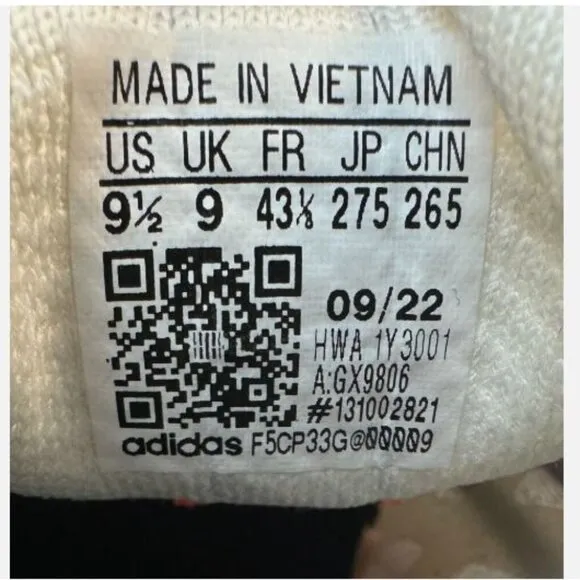 MADE IN VIETNAM
US UK FR JP CHN
9½ 9 43⅓ 275 265
09/22
HWA 1Y3001
A:GX9806
#131002821
adidas F5CP33G@